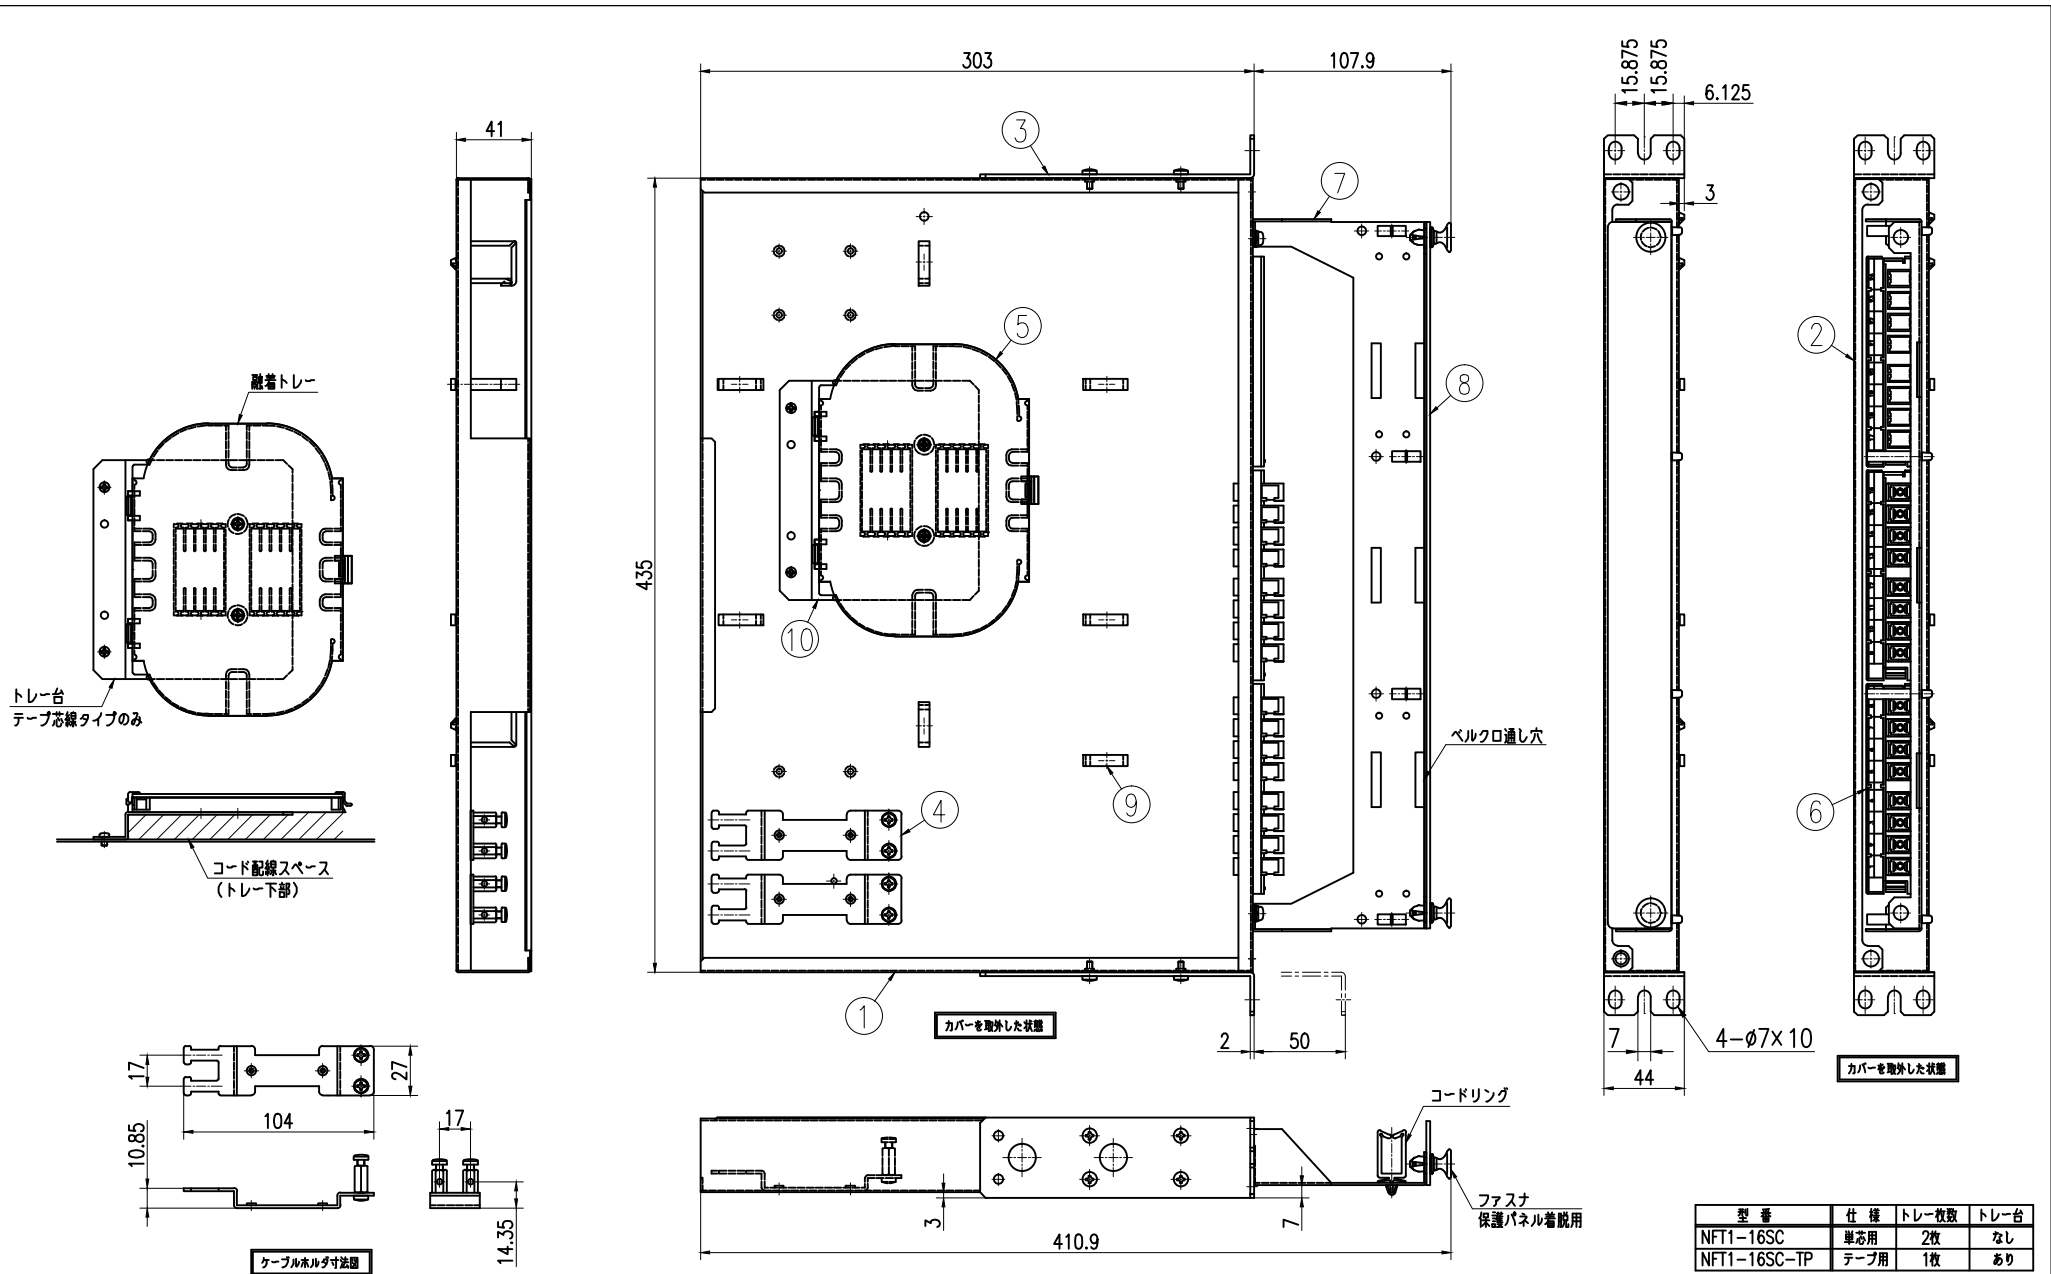 303
107.9
15.875
15.875
6.125
41
3
3
7
2
5
8
435
融着トレー
10
トレー台
テープ芯線タイプのみ
ベルクロ通し穴
9
4
6
コード配線スペース
(トレー下部)
1
カバーを取外した状態
2
50
7
4-φ7×10
44
カバーを取外した状態
17
27
104
10.85
17
14.35
ケーブルホルダ寸法図
コードリング
3
7
ファスナ
保護パネル着脱用
410.9
型番 仕様 トレー枚数 トレー台
NFT1-16SC 単芯用 2枚 なし
NFT1-16SC-TP テープ用 1枚 あり